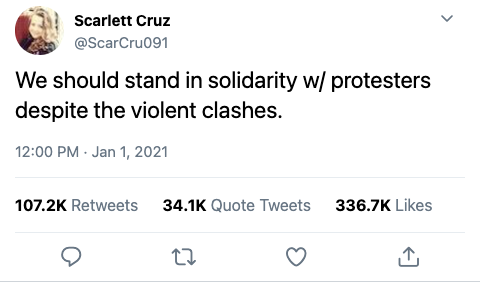 Scarlett Cruz
@ScarCru091
We should stand in solidarity w/ protesters
despite the violent clashes.
12:00 PM · Jan 1, 2021
107.2K Retweets 34.1K Quote Tweets 336.7K Likes